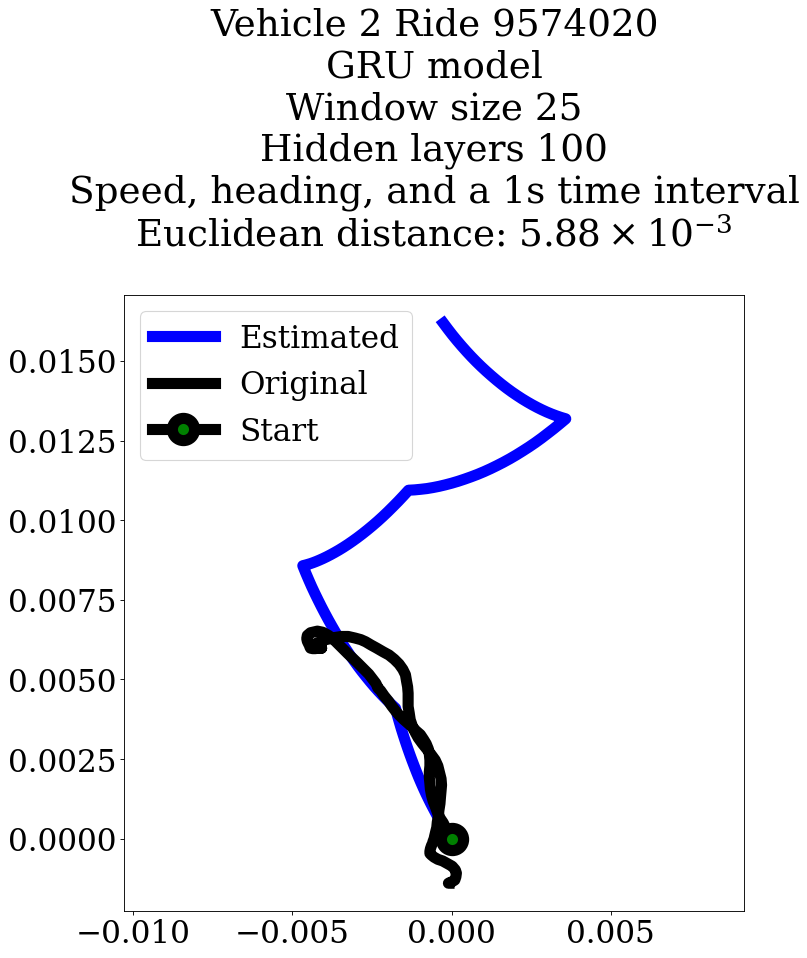 Vehicle 2 Ride 9574020
GRU model
Window size 25
Hidden layers 100
Speed, heading, and a 1s time interval
Euclidean distance: 5.88 × 10⁻³
Estimated
Original
Start
0.0150
0.0125
0.0100
0.0075
0.0050
0.0025
0.0000
−0.010 −0.005 0.000 0.005